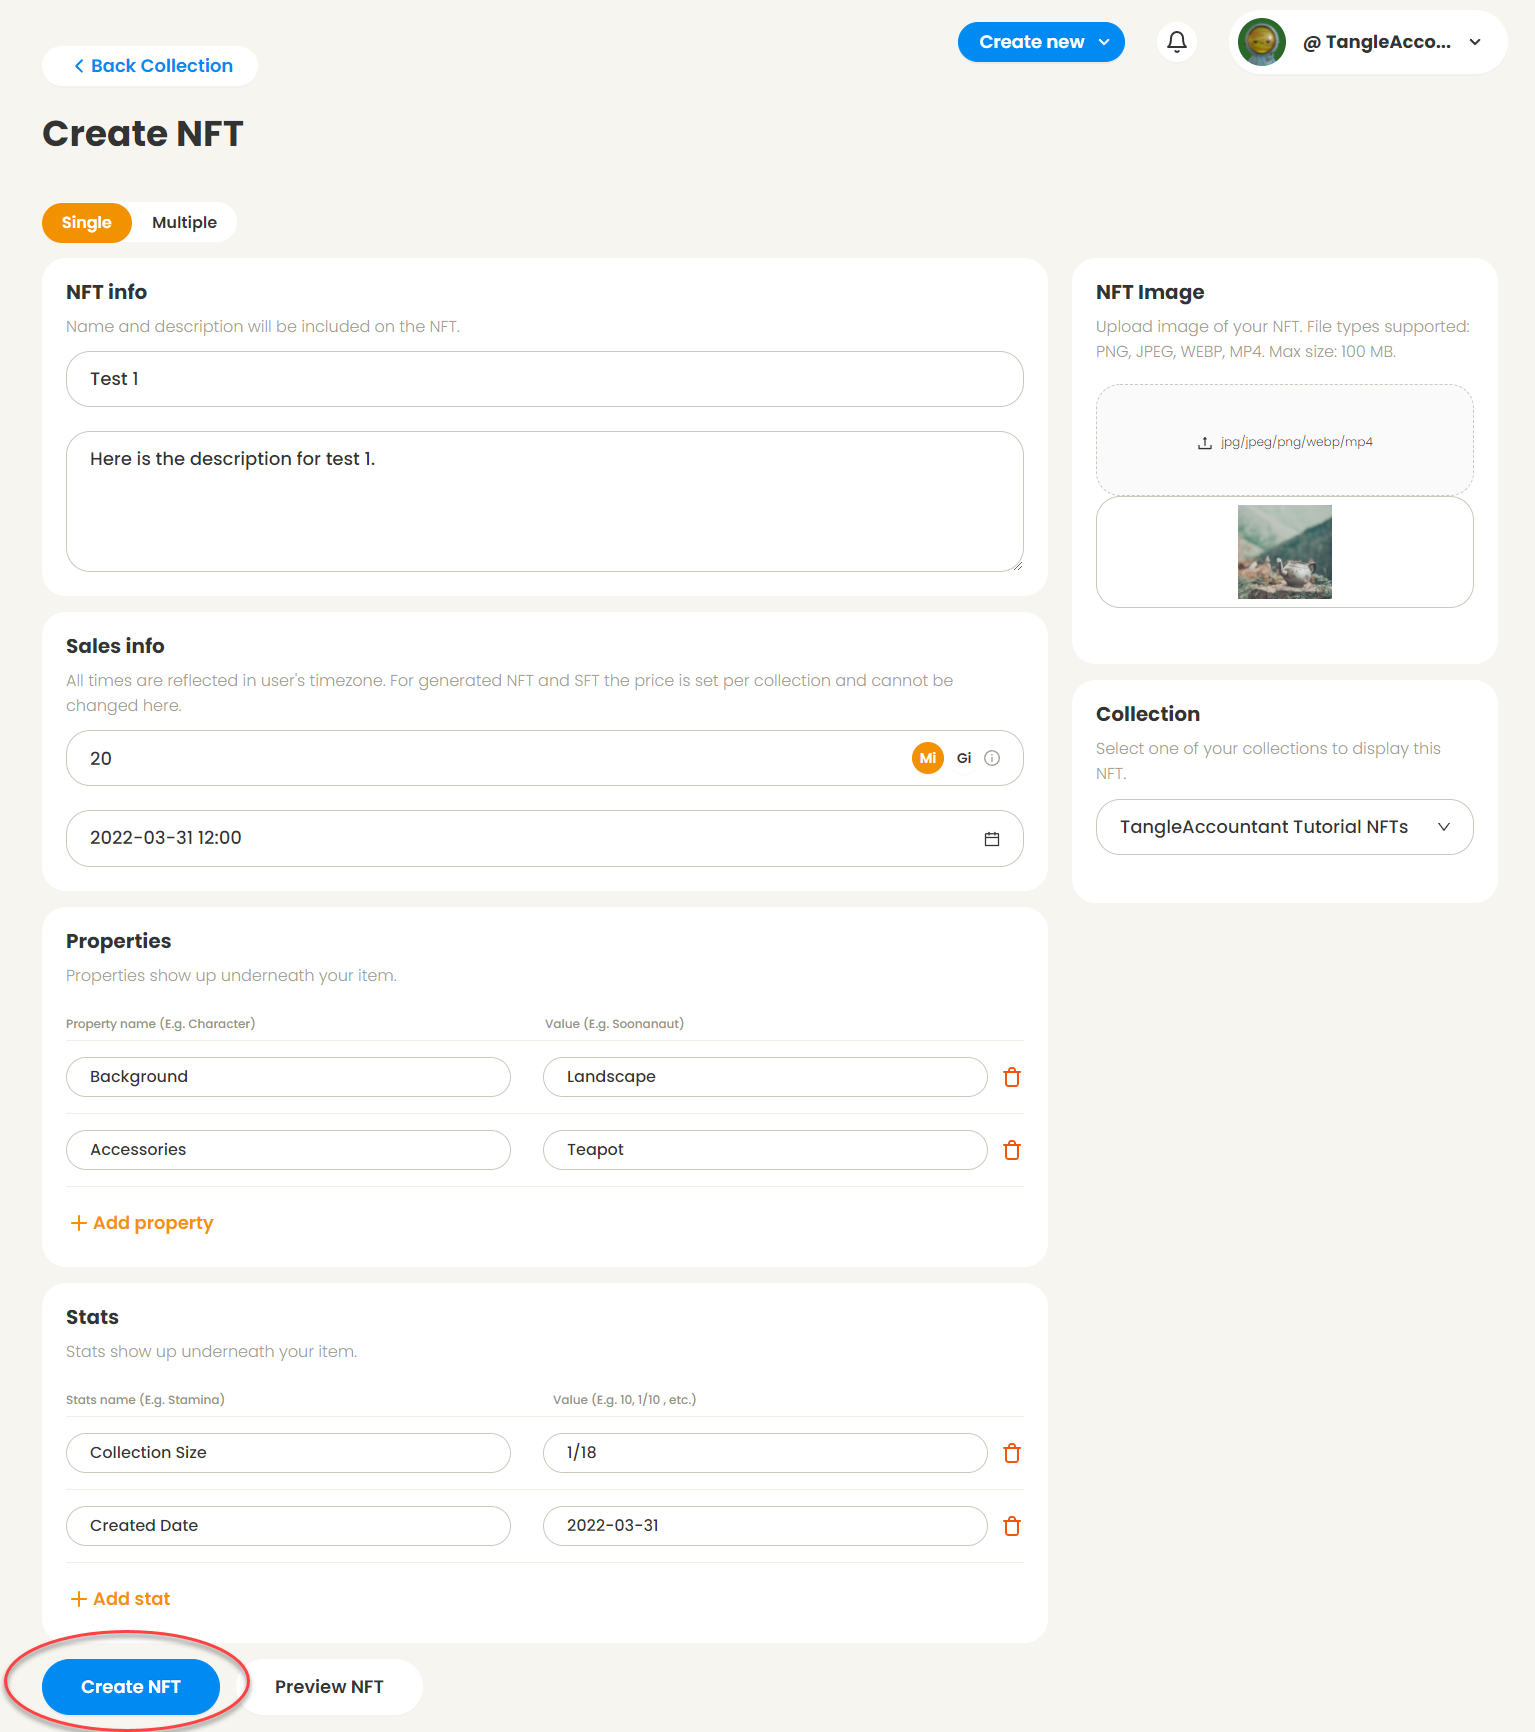 Back Collection
Create new
@ TangleAcco...
Create NFT
Single
Multiple
NFT info
Name and description will be included on the NFT.
Test 1
Here is the description for test 1.
NFT Image
Upload image of your NFT. File types supported:
PNG, JPEG, WEBP, MP4. Max size: 100 MB.
jpg/jpeg/png/webp/mp4
Sales info
All times are reflected in user's timezone. For generated NFT and SFT the price is set per collection and cannot be
changed here.
20
Mi
Gi
2022-03-31 12:00
Collection
Select one of your collections to display this
NFT.
TangleAccountant Tutorial NFTs
Properties
Properties show up underneath your item.
Property name (E.g. Character)
Value (E.g. Soonanaut)
Background
Landscape
Accessories
Teapot
Add property
Stats
Stats show up underneath your item.
Stats name (E.g. Stamina)
Value (E.g. 10, 1/10 , etc.)
Collection Size
1/18
Created Date
2022-03-31
Add stat
Create NFT
Preview NFT